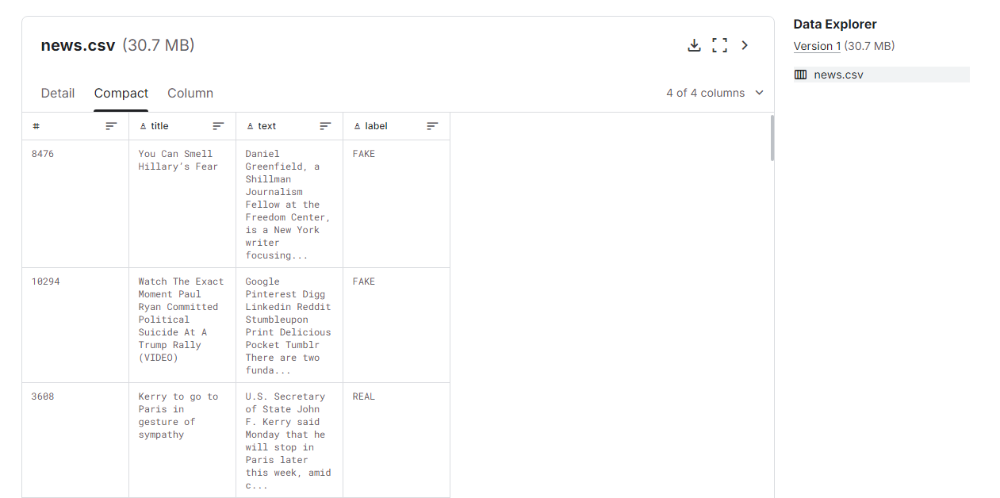 news.csv (30.7 MB)
Detail Compact Column
4 of 4 columns
# title text label
8476
You Can Smell
Hillary's Fear
Daniel
Greenfield, a
Shillman
Journalism
Fellow at the
Freedom Center,
is a New York
writer
focusing...
FAKE
10294
Watch The Exact
Moment Paul
Ryan Committed
Political
Suicide At A
Trump Rally
(VIDEO)
Google
Pinterest Digg
Linkedin Reddit
Stumbleupon
Print Delicious
Pocket Tumblr
There are two
funda...
FAKE
3608
Kerry to go to
Paris in
gesture of
sympathy
U.S. Secretary
of State John
F. Kerry said
Monday that he
will stop in
Paris later
this week, amid
c...
REAL
Data Explorer
Version 1 (30.7 MB)
news.csv